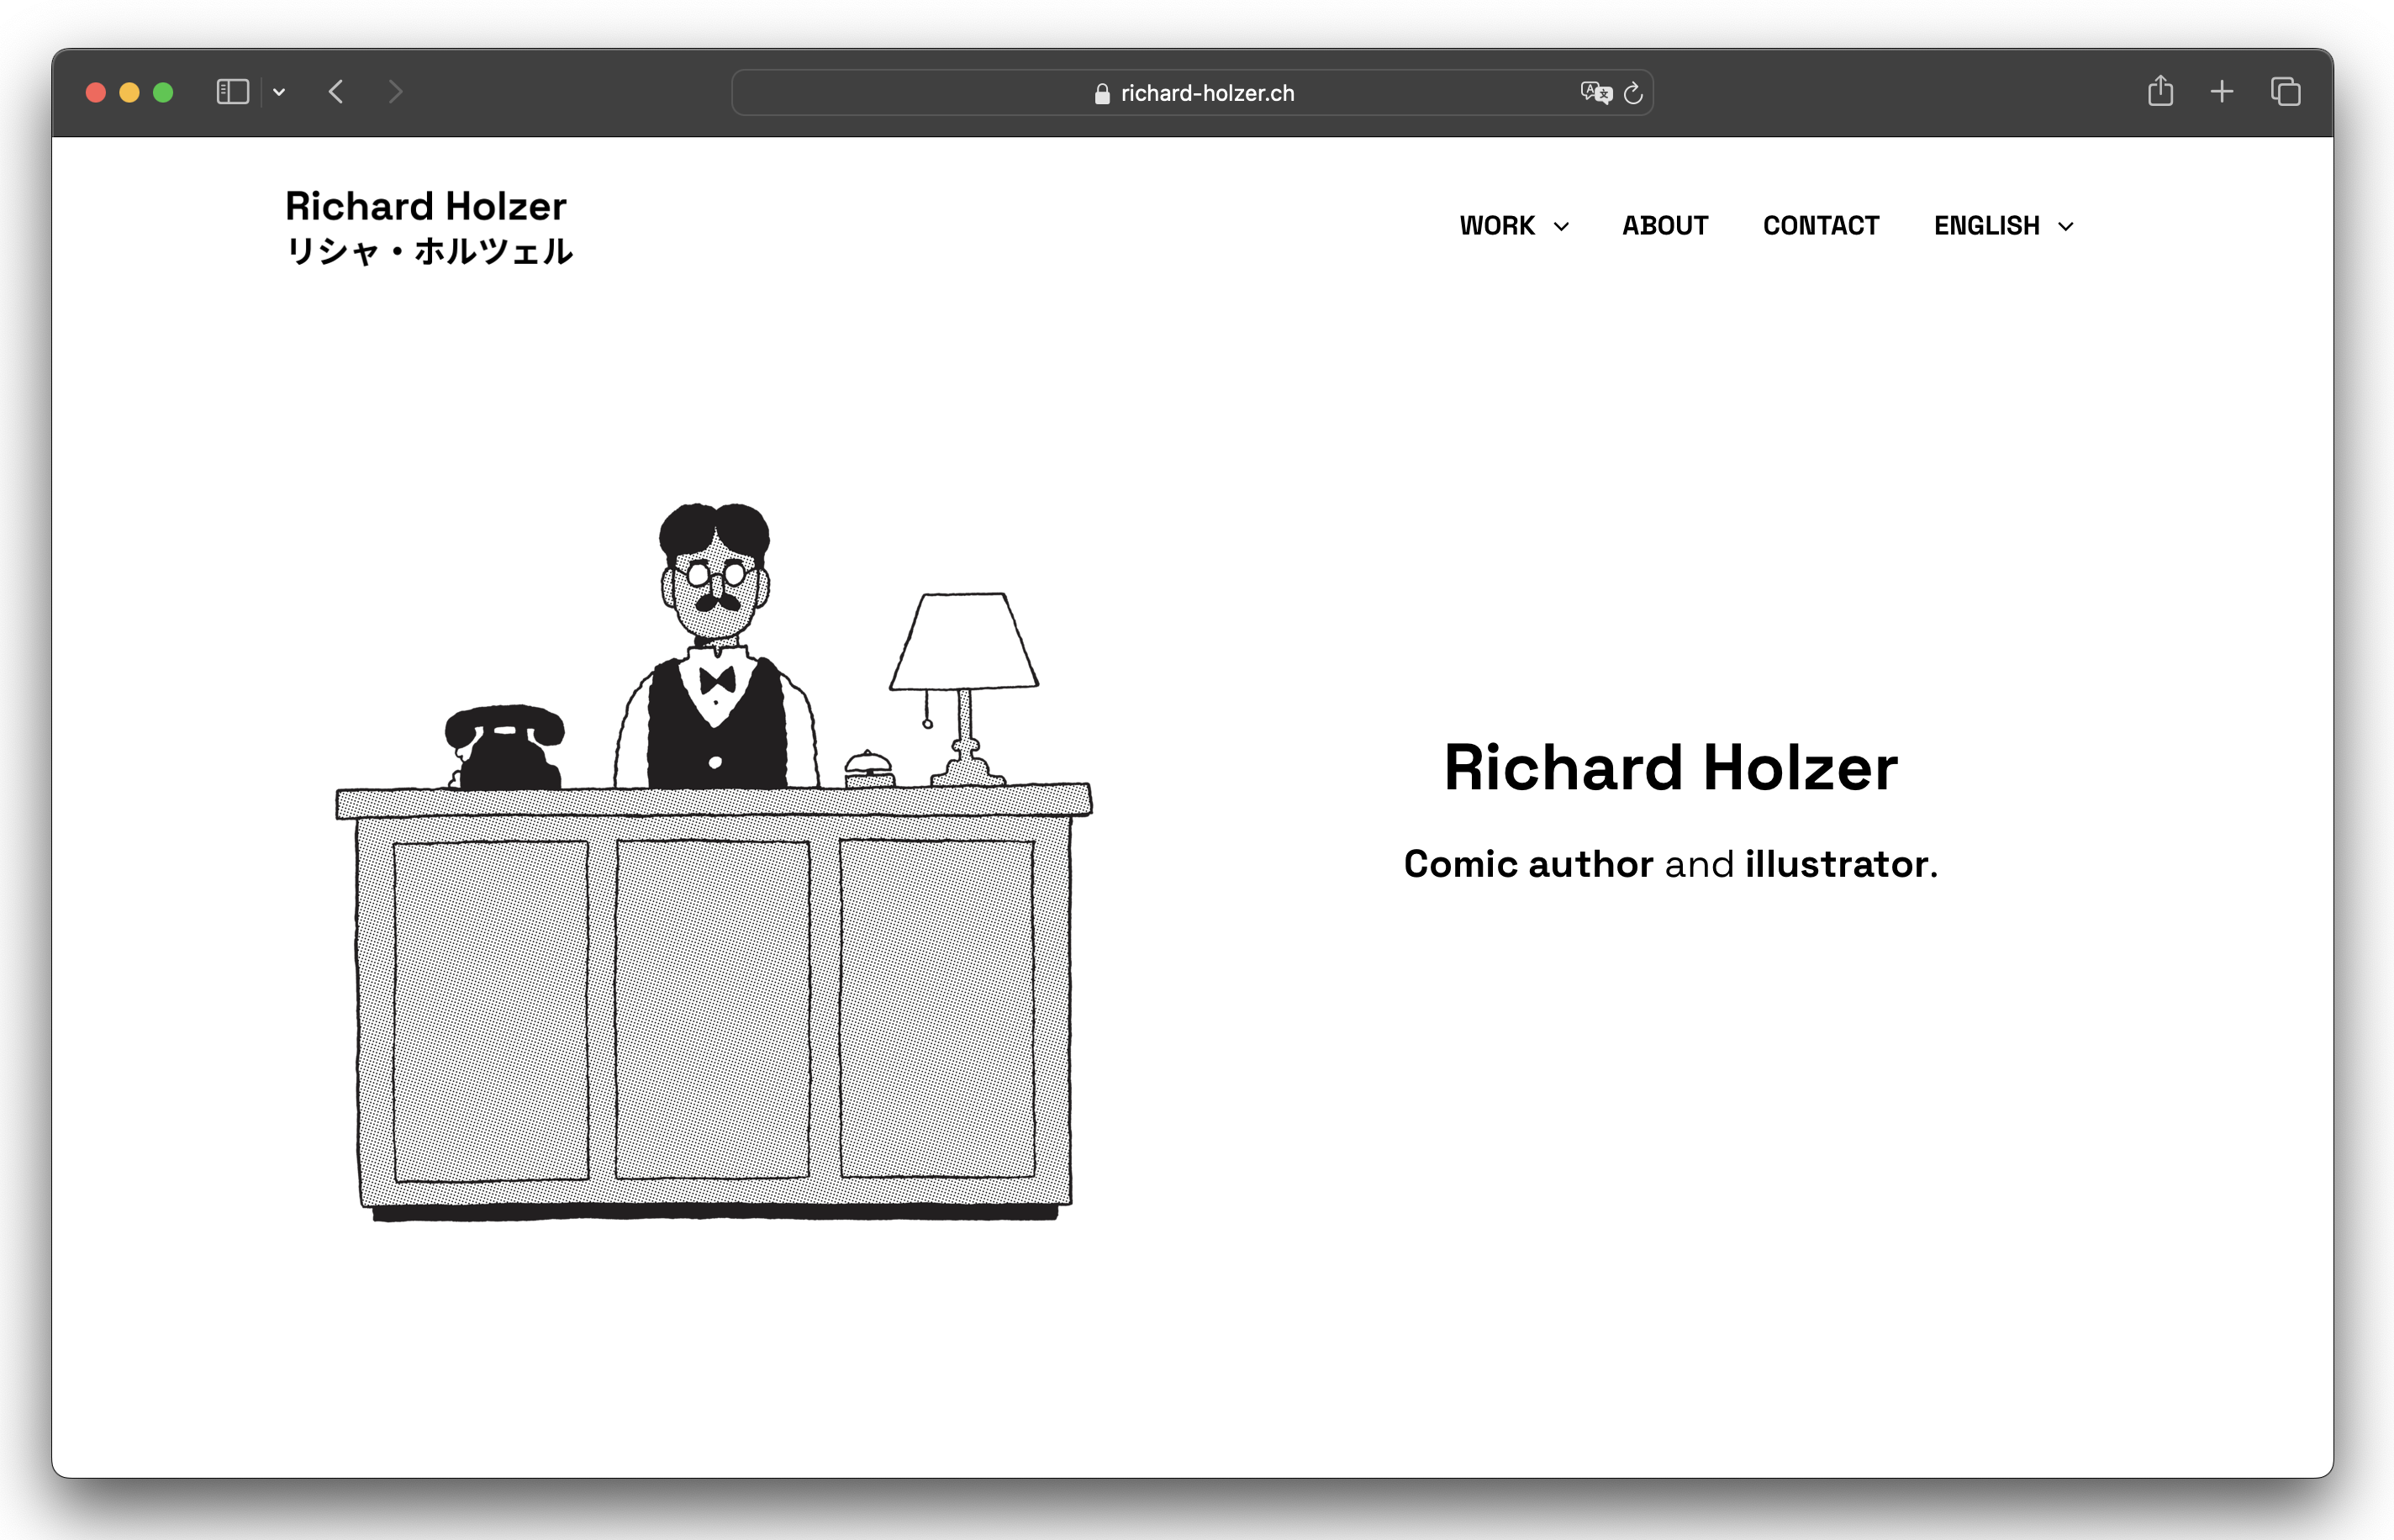 richard-holzer.ch
Richard Holzer
リシャ・ホルツェル
WORK ABOUT CONTACT ENGLISH
Richard Holzer
Comic author and illustrator.